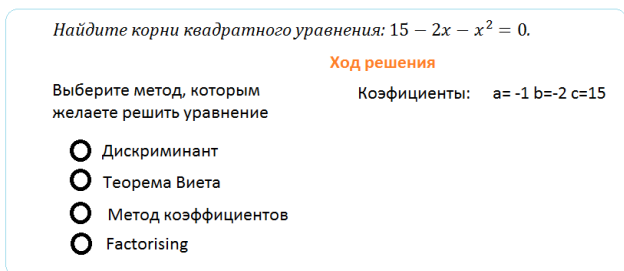 Найдите корни квадратного уравнения: 15 − 2x − x² = 0.
Ход решения
Выберите метод, которым
желаете решить уравнение
Коэфициенты: a= -1 b=-2 c=15
Дискриминант
Теорема Виета
Метод коэффициентов
Factorising